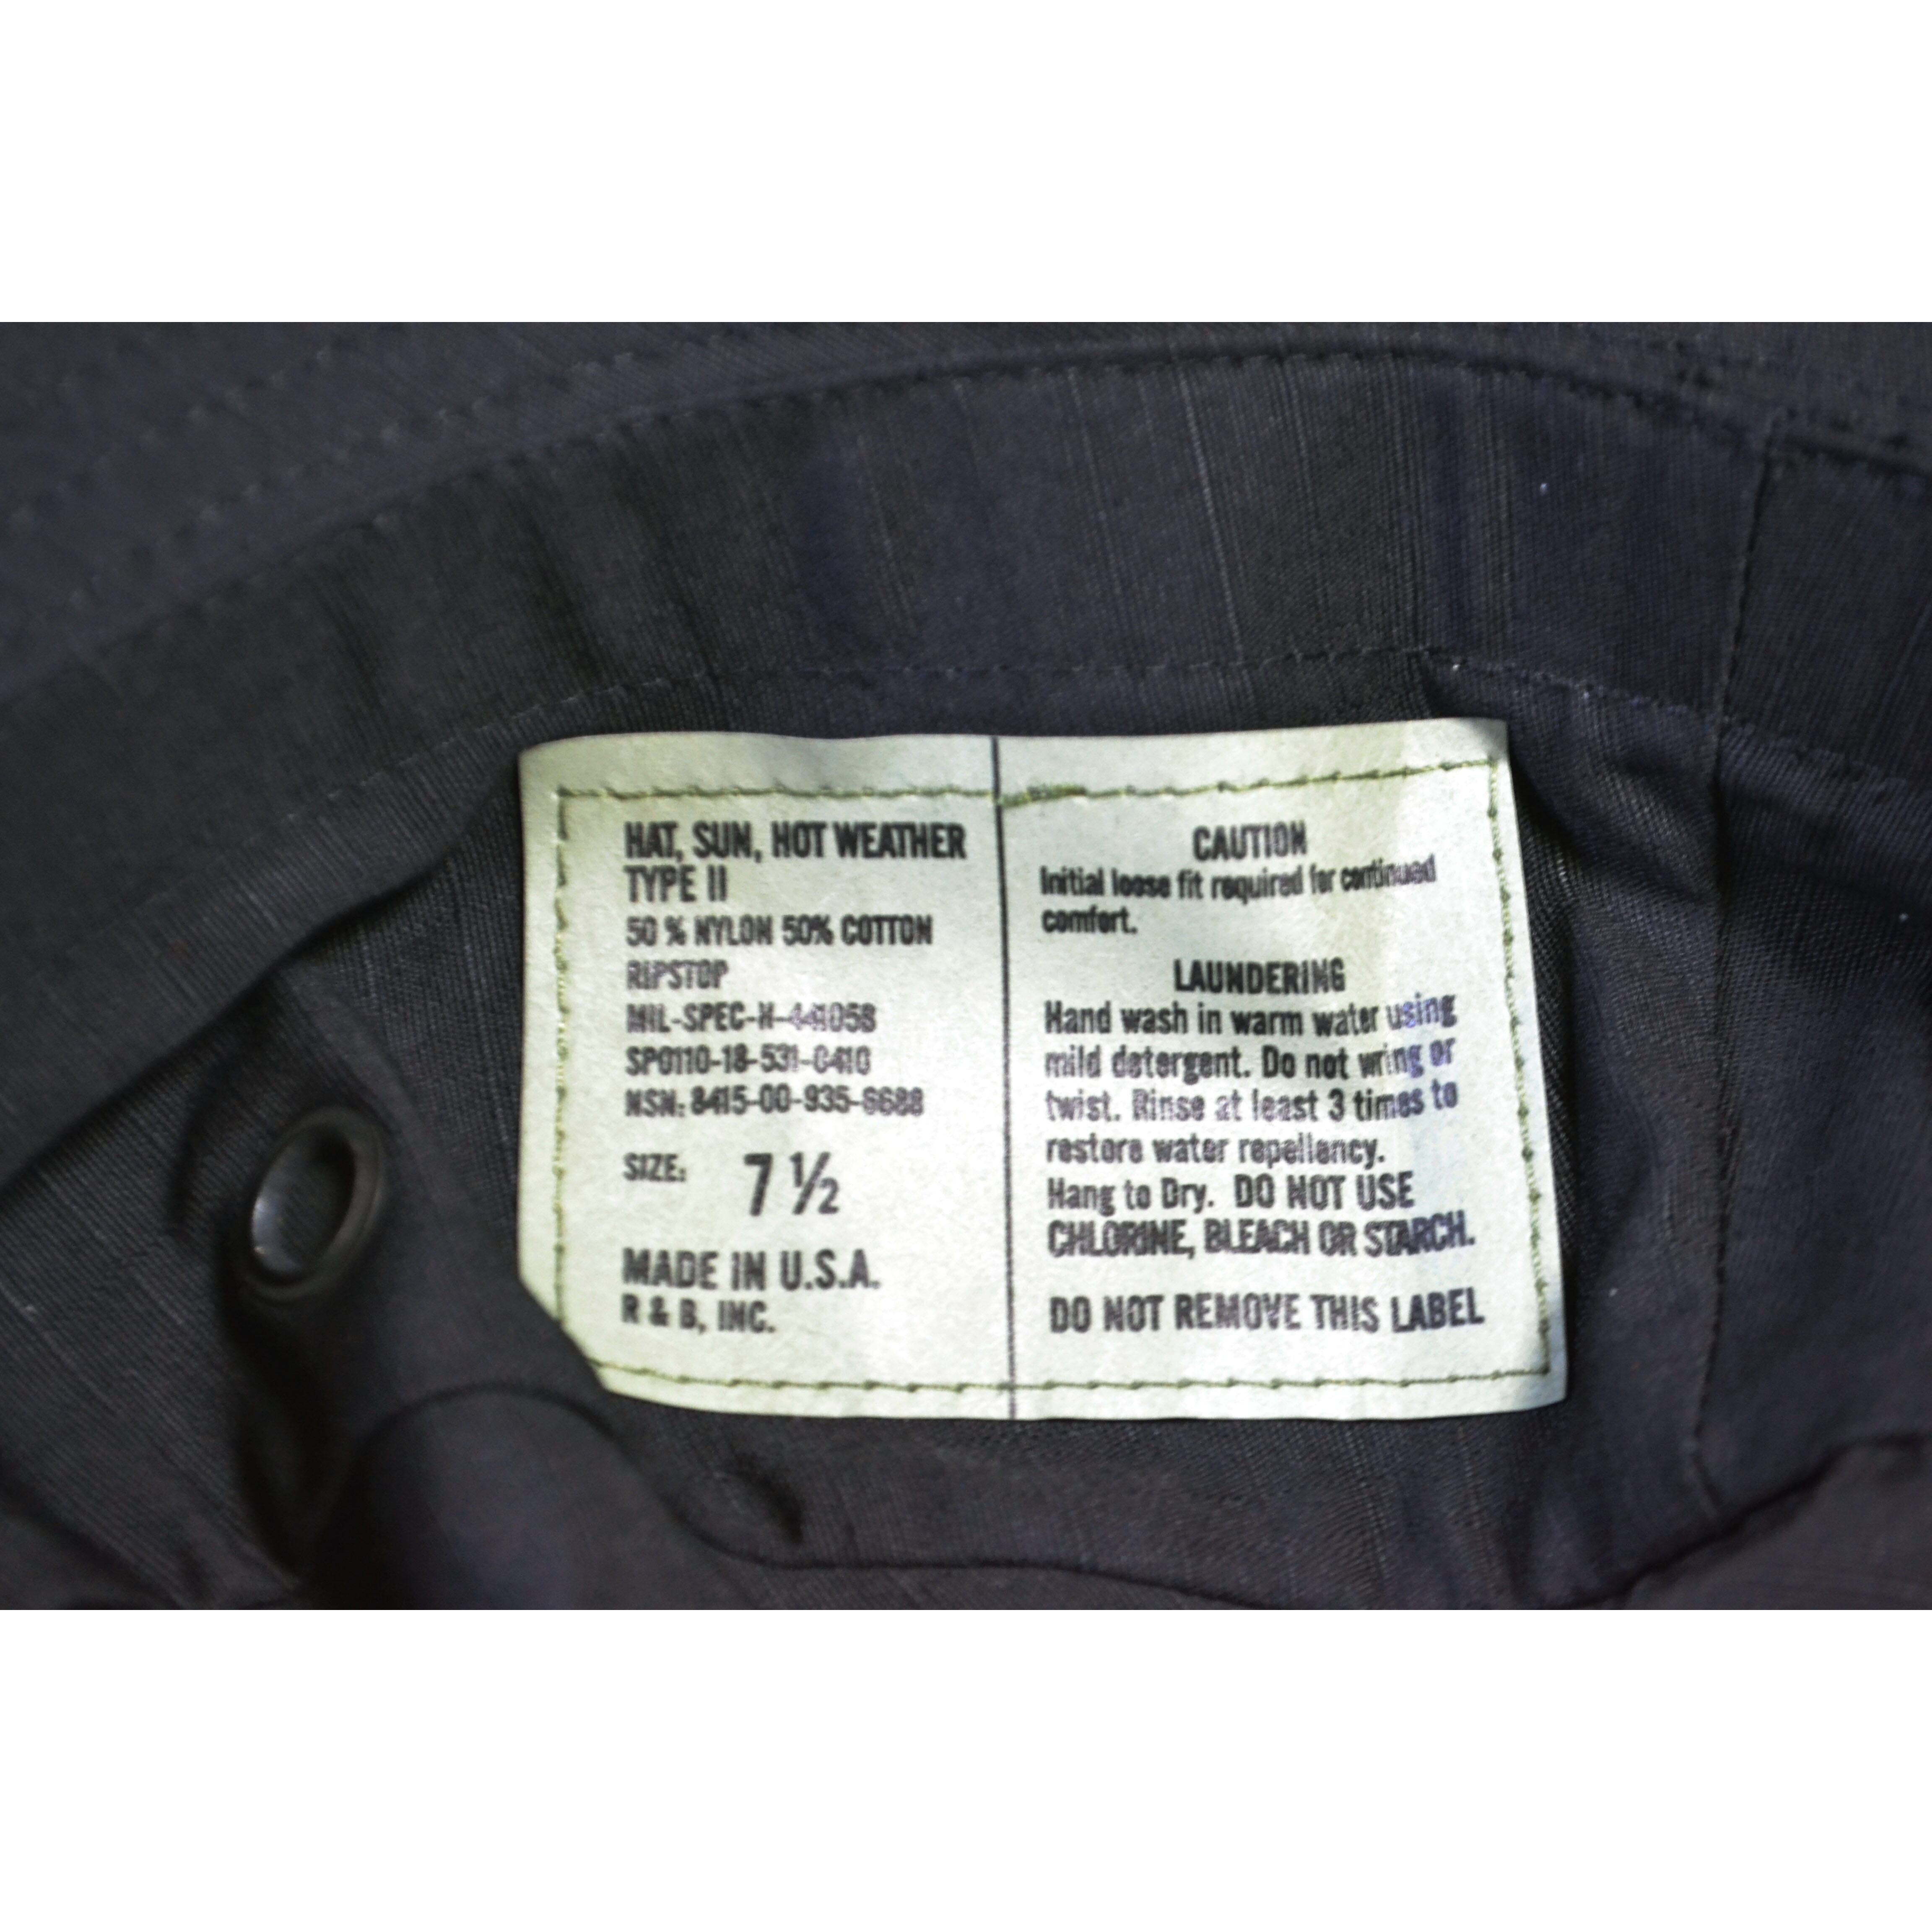 HAT, SUN, HOT WEATHER
TYPE II
50 % NYLON 50% COTTON
RIPSTOP
MIL-SPEC-H-441058
SPO110-18-531-0410
NSN: 8415-00-935-6688
SIZE: 7 ½
MADE IN U.S.A.
R & B, INC.
CAUTION
Initial loose fit required for continued
comfort.
LAUNDERING
Hand wash in warm water using
mild detergent. Do not wring or
twist. Rinse at least 3 times to
restore water repellency.
Hang to Dry. DO NOT USE
CHLORINE, BLEACH OR STARCH.
DO NOT REMOVE THIS LABEL